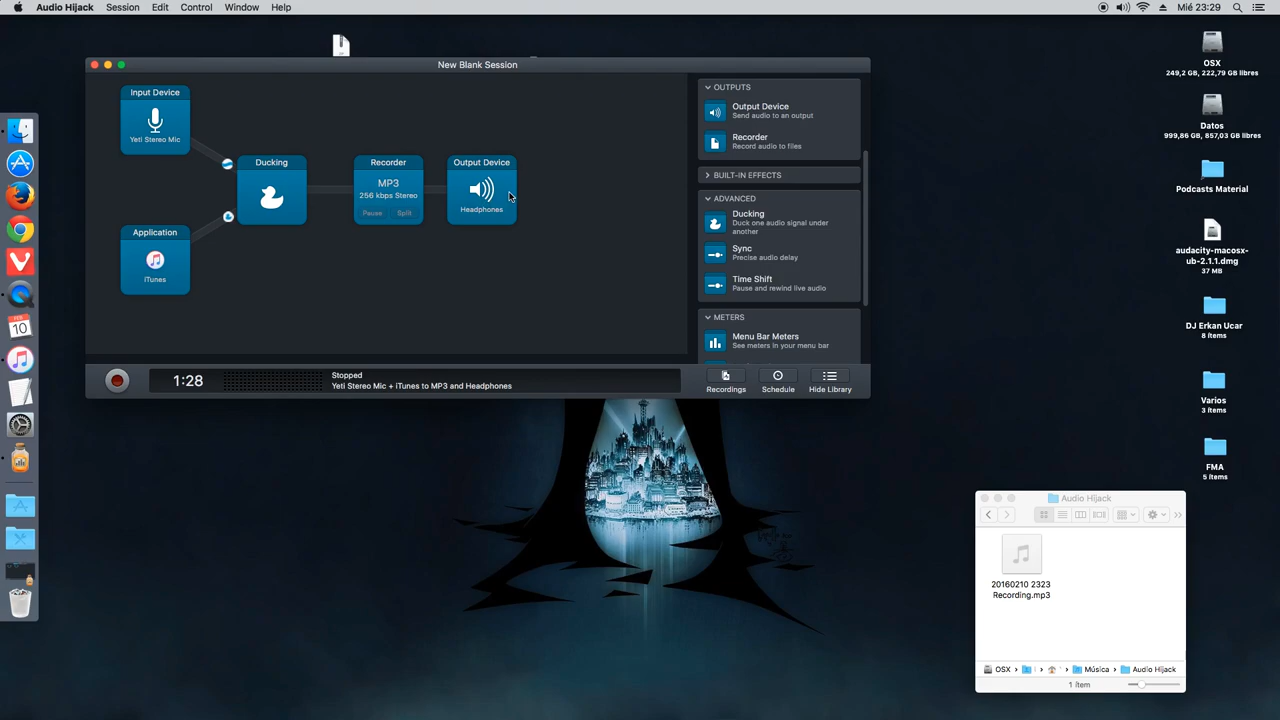 Audio Hijack Session Edit Control Window Help
Mié 23:29
New Blank Session
Input Device
Yeti Stereo Mic
Ducking
Recorder
MP3
256 kbps Stereo
Pause Split
Output Device
Headphones
Application
iTunes
OUTPUTS
Output Device
Send audio to an output
Recorder
Record audio to files
BUILT-IN EFFECTS
ADVANCED
Ducking
Duck one audio signal under
another
Sync
Precise audio delay
Time Shift
Pause and rewind live audio
METERS
Menu Bar Meters
See meters in your menu bar
1:28
Stopped
Yeti Stereo Mic + iTunes to MP3 and Headphones
Recordings
Schedule
Hide Library
FEB
10
OSX
249,2 GB, 222,79 GB libres
Datos
999,86 GB, 857,03 GB libres
Podcasts Material
audacity-macosx-
ub-2.1.1.dmg
37 MB
DJ Erkan Ucar
8 ítems
Varios
3 ítems
FMA
5 ítems
Audio Hijack
20160210 2323
Recording.mp3
OSX › › › Música › Audio Hijack
1 ítem